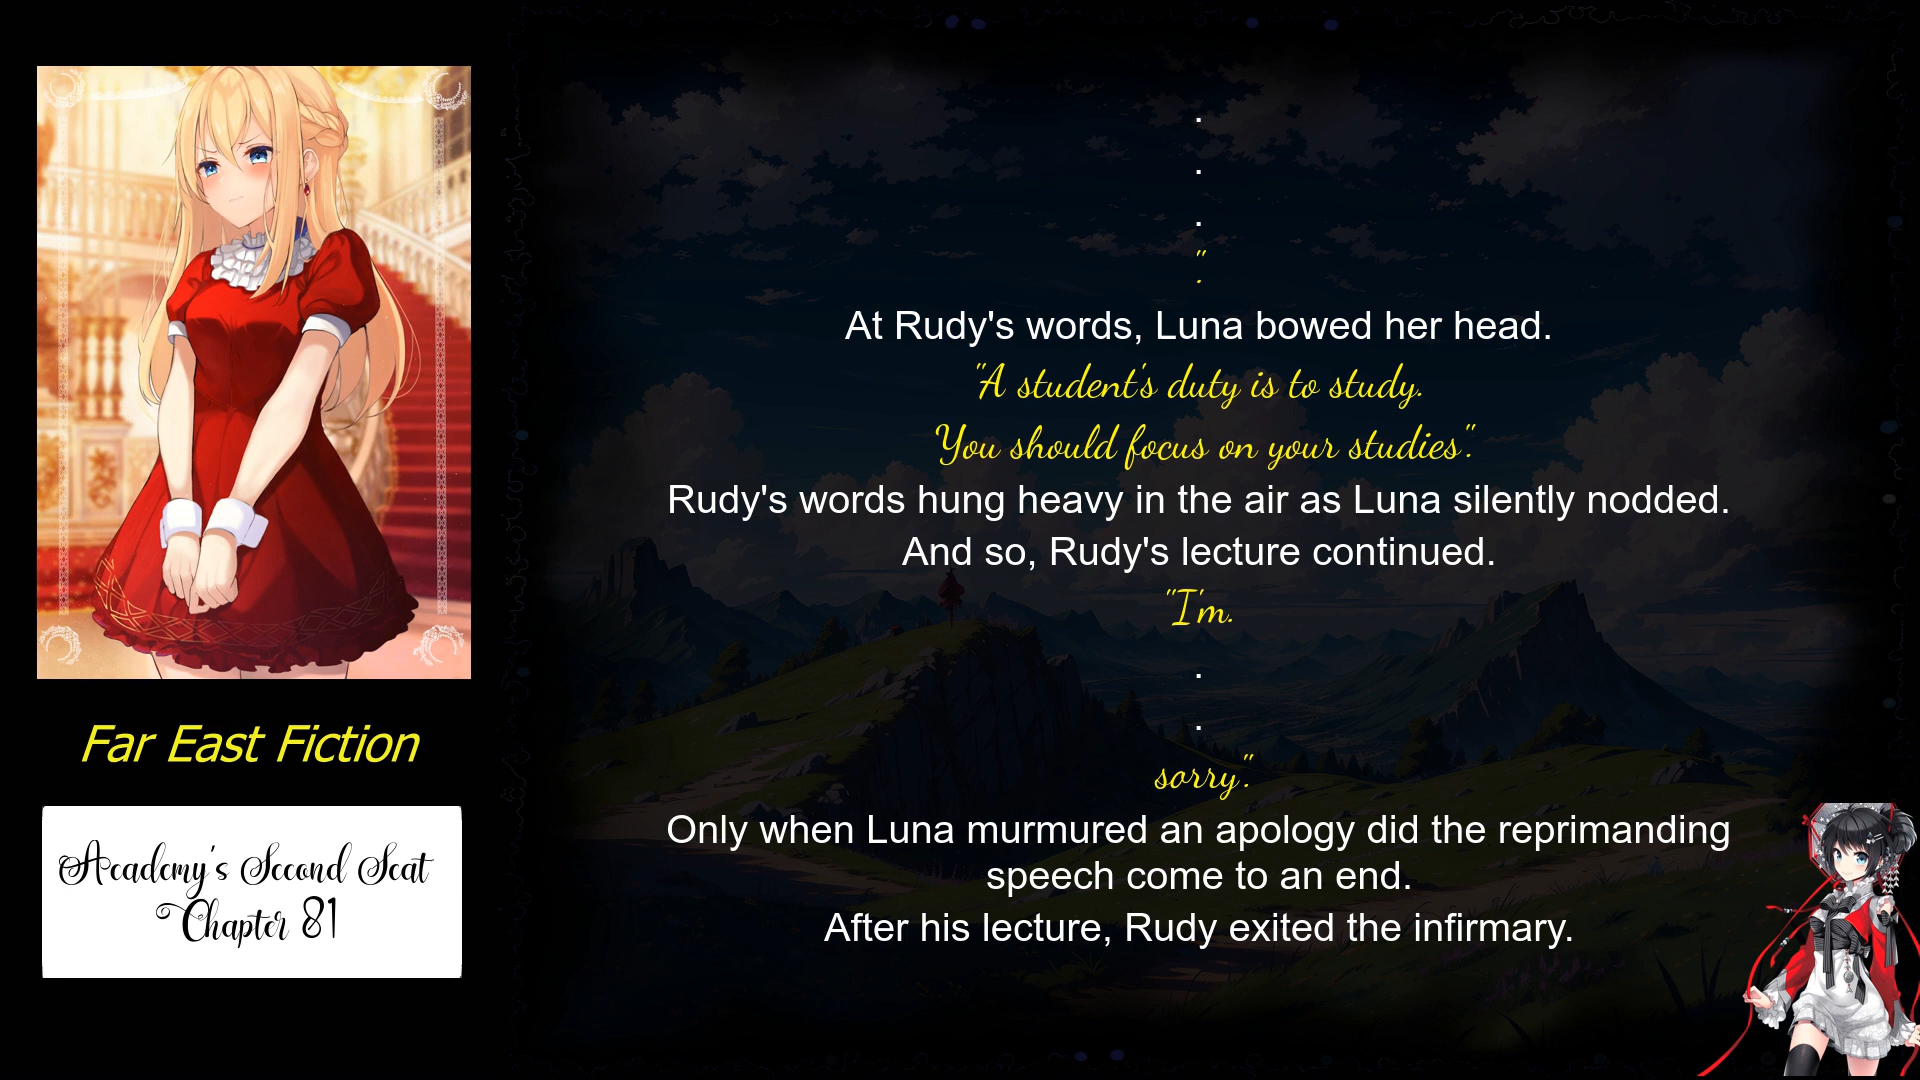 .
.
.
".
At Rudy's words, Luna bowed her head.
"A student's duty is to study.
You should focus on your studies".
Rudy's words hung heavy in the air as Luna silently nodded.
And so, Rudy's lecture continued.
"I'm.
.
.
sorry".
Only when Luna murmured an apology did the reprimanding
speech come to an end.
After his lecture, Rudy exited the infirmary.
Far East Fiction
Academy's Second Seat
Chapter 81